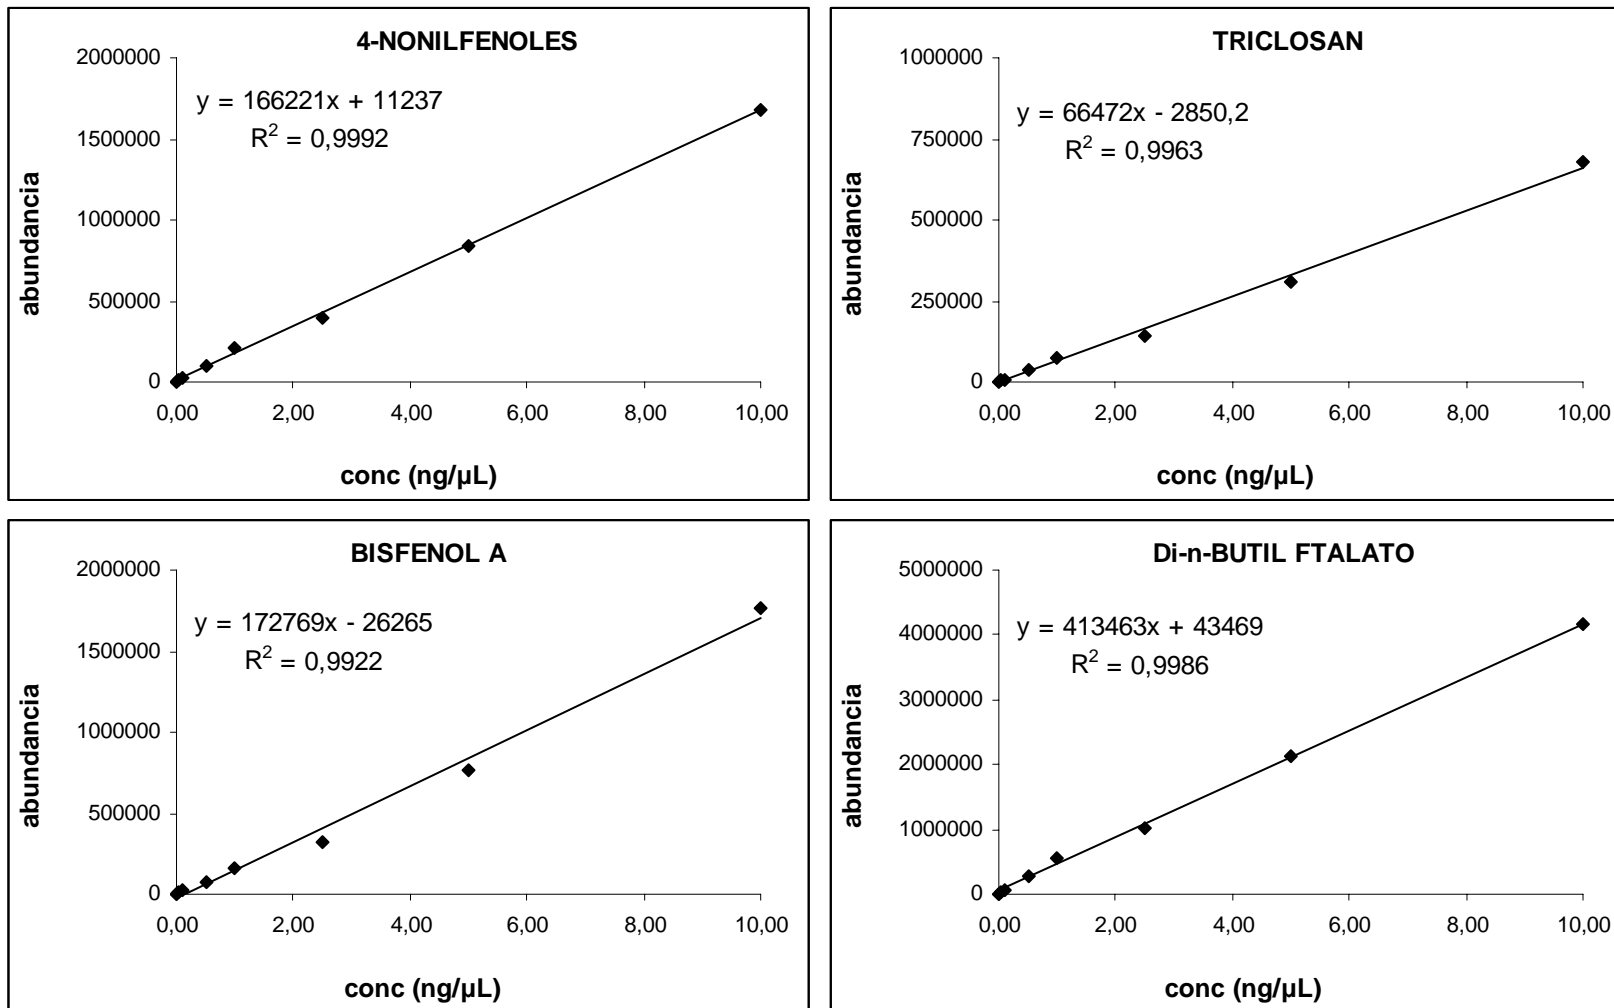 4-NONILFENOLES
y = 166221x + 11237
R² = 0,9992
abundancia
2000000
1500000
1000000
500000
0
0,00 2,00 4,00 6,00 8,00 10,00
conc (ng/µL)
TRICLOSAN
y = 66472x - 2850,2
R² = 0,9963
abundancia
1000000
750000
500000
250000
0
0,00 2,00 4,00 6,00 8,00 10,00
conc (ng/µL)
BISFENOL A
y = 172769x - 26265
R² = 0,9922
abundancia
2000000
1500000
1000000
500000
0
0,00 2,00 4,00 6,00 8,00 10,00
conc (ng/µL)
Di-n-BUTIL FTALATO
y = 413463x + 43469
R² = 0,9986
abundancia
5000000
4000000
3000000
2000000
1000000
0
0,00 2,00 4,00 6,00 8,00 10,00
conc (ng/µL)